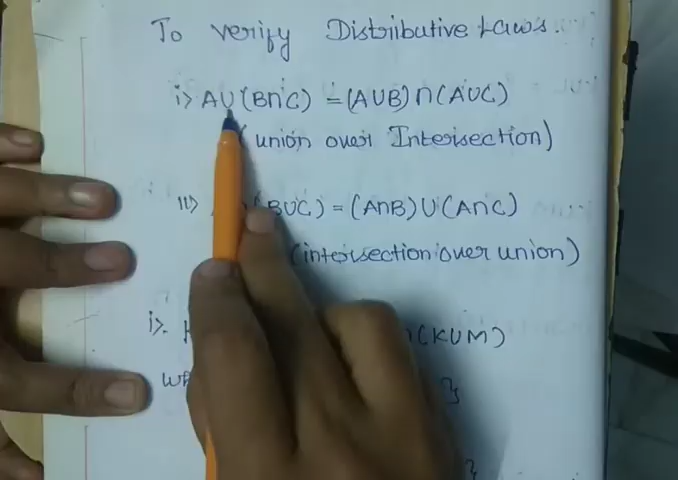 To verify Distributive Laws.
i> A∪(B∩C) = (A∪B)∩(A∪C)
(union over Intersection)
ii> (B∪C) = (A∩B)∪(A∩C)
(intersection over union)
i>. (K∪M)
}
}